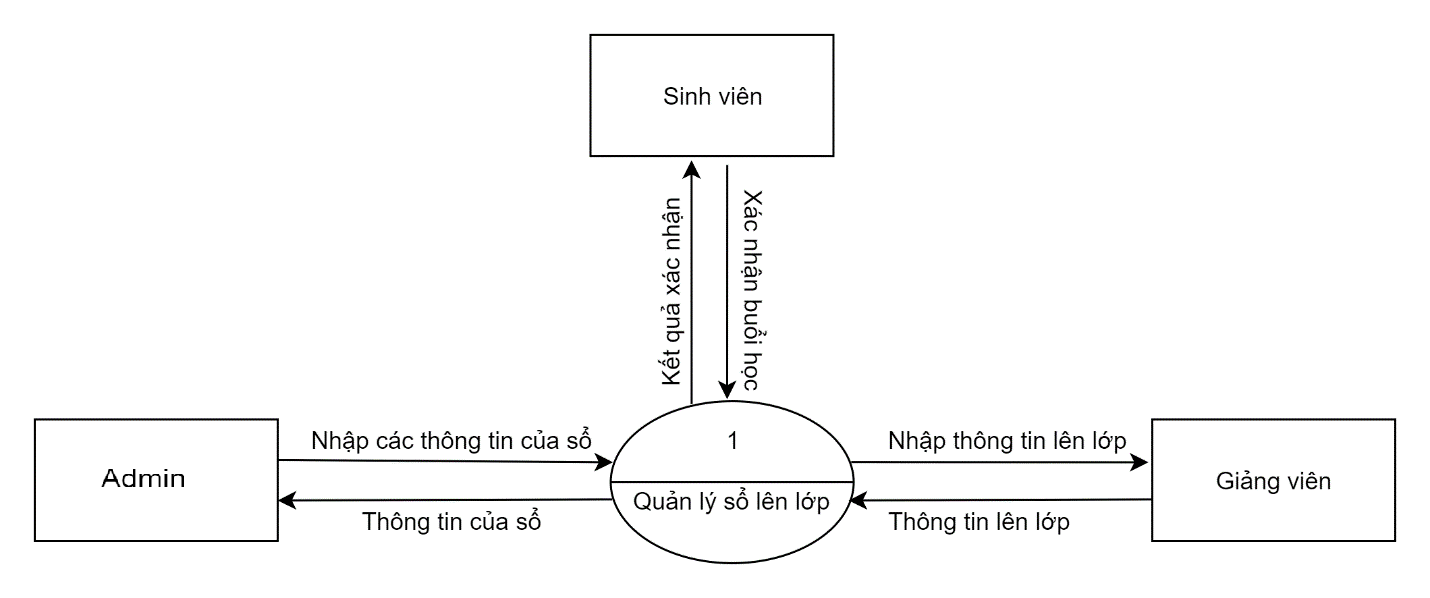 Sinh viên
Kết quả xác nhận
Xác nhận buổi học
Admin
Nhập các thông tin của sổ
Thông tin của sổ
1
Quản lý sổ lên lớp
Nhập thông tin lên lớp
Thông tin lên lớp
Giảng viên